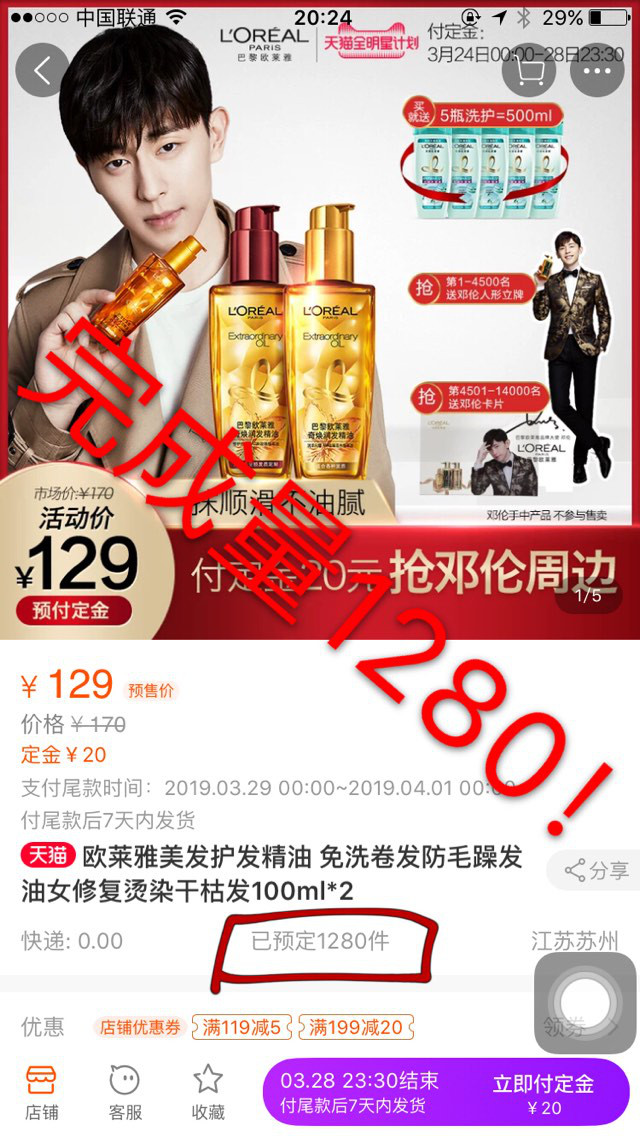 中国联通 20:24 29%
L'ORÉAL
PARIS
巴黎欧莱雅
天猫全明星计划
付定金:
3月24日00:00-28日23:30
买就送
5瓶洗护=500ml
抢
第1-4500名
送邓伦人形立牌
抢
第4501-14000名
送邓伦卡片
L'ORÉAL
PARIS
Extraordinary
OIL
巴黎欧莱雅
奇焕润发精油
L'ORÉAL
PARIS
Extraordinary
OIL
巴黎欧莱雅
奇焕润发精油
L'ORÉAL
抹顺滑不油腻
邓伦手中产品 不参与售卖
市场价:¥170
活动价
¥129
预付定金
付定金20元 抢邓伦周边
1/5
完成量1280!
¥ 129 预售价
价格 ¥ 170
定金 ¥ 20
支付尾款时间: 2019.03.29 00:00~2019.04.01 00:00
付尾款后7天内发货
天猫 欧莱雅美发护发精油 免洗卷发防毛躁发
油女修复烫染干枯发100ml*2
分享
快递: 0.00 已预定1280件 江苏苏州
优惠 店铺优惠券 满119减5 满199减20 领券
店铺 客服 收藏
03.28 23:30结束
付尾款后7天内发货
立即付定金
¥ 20